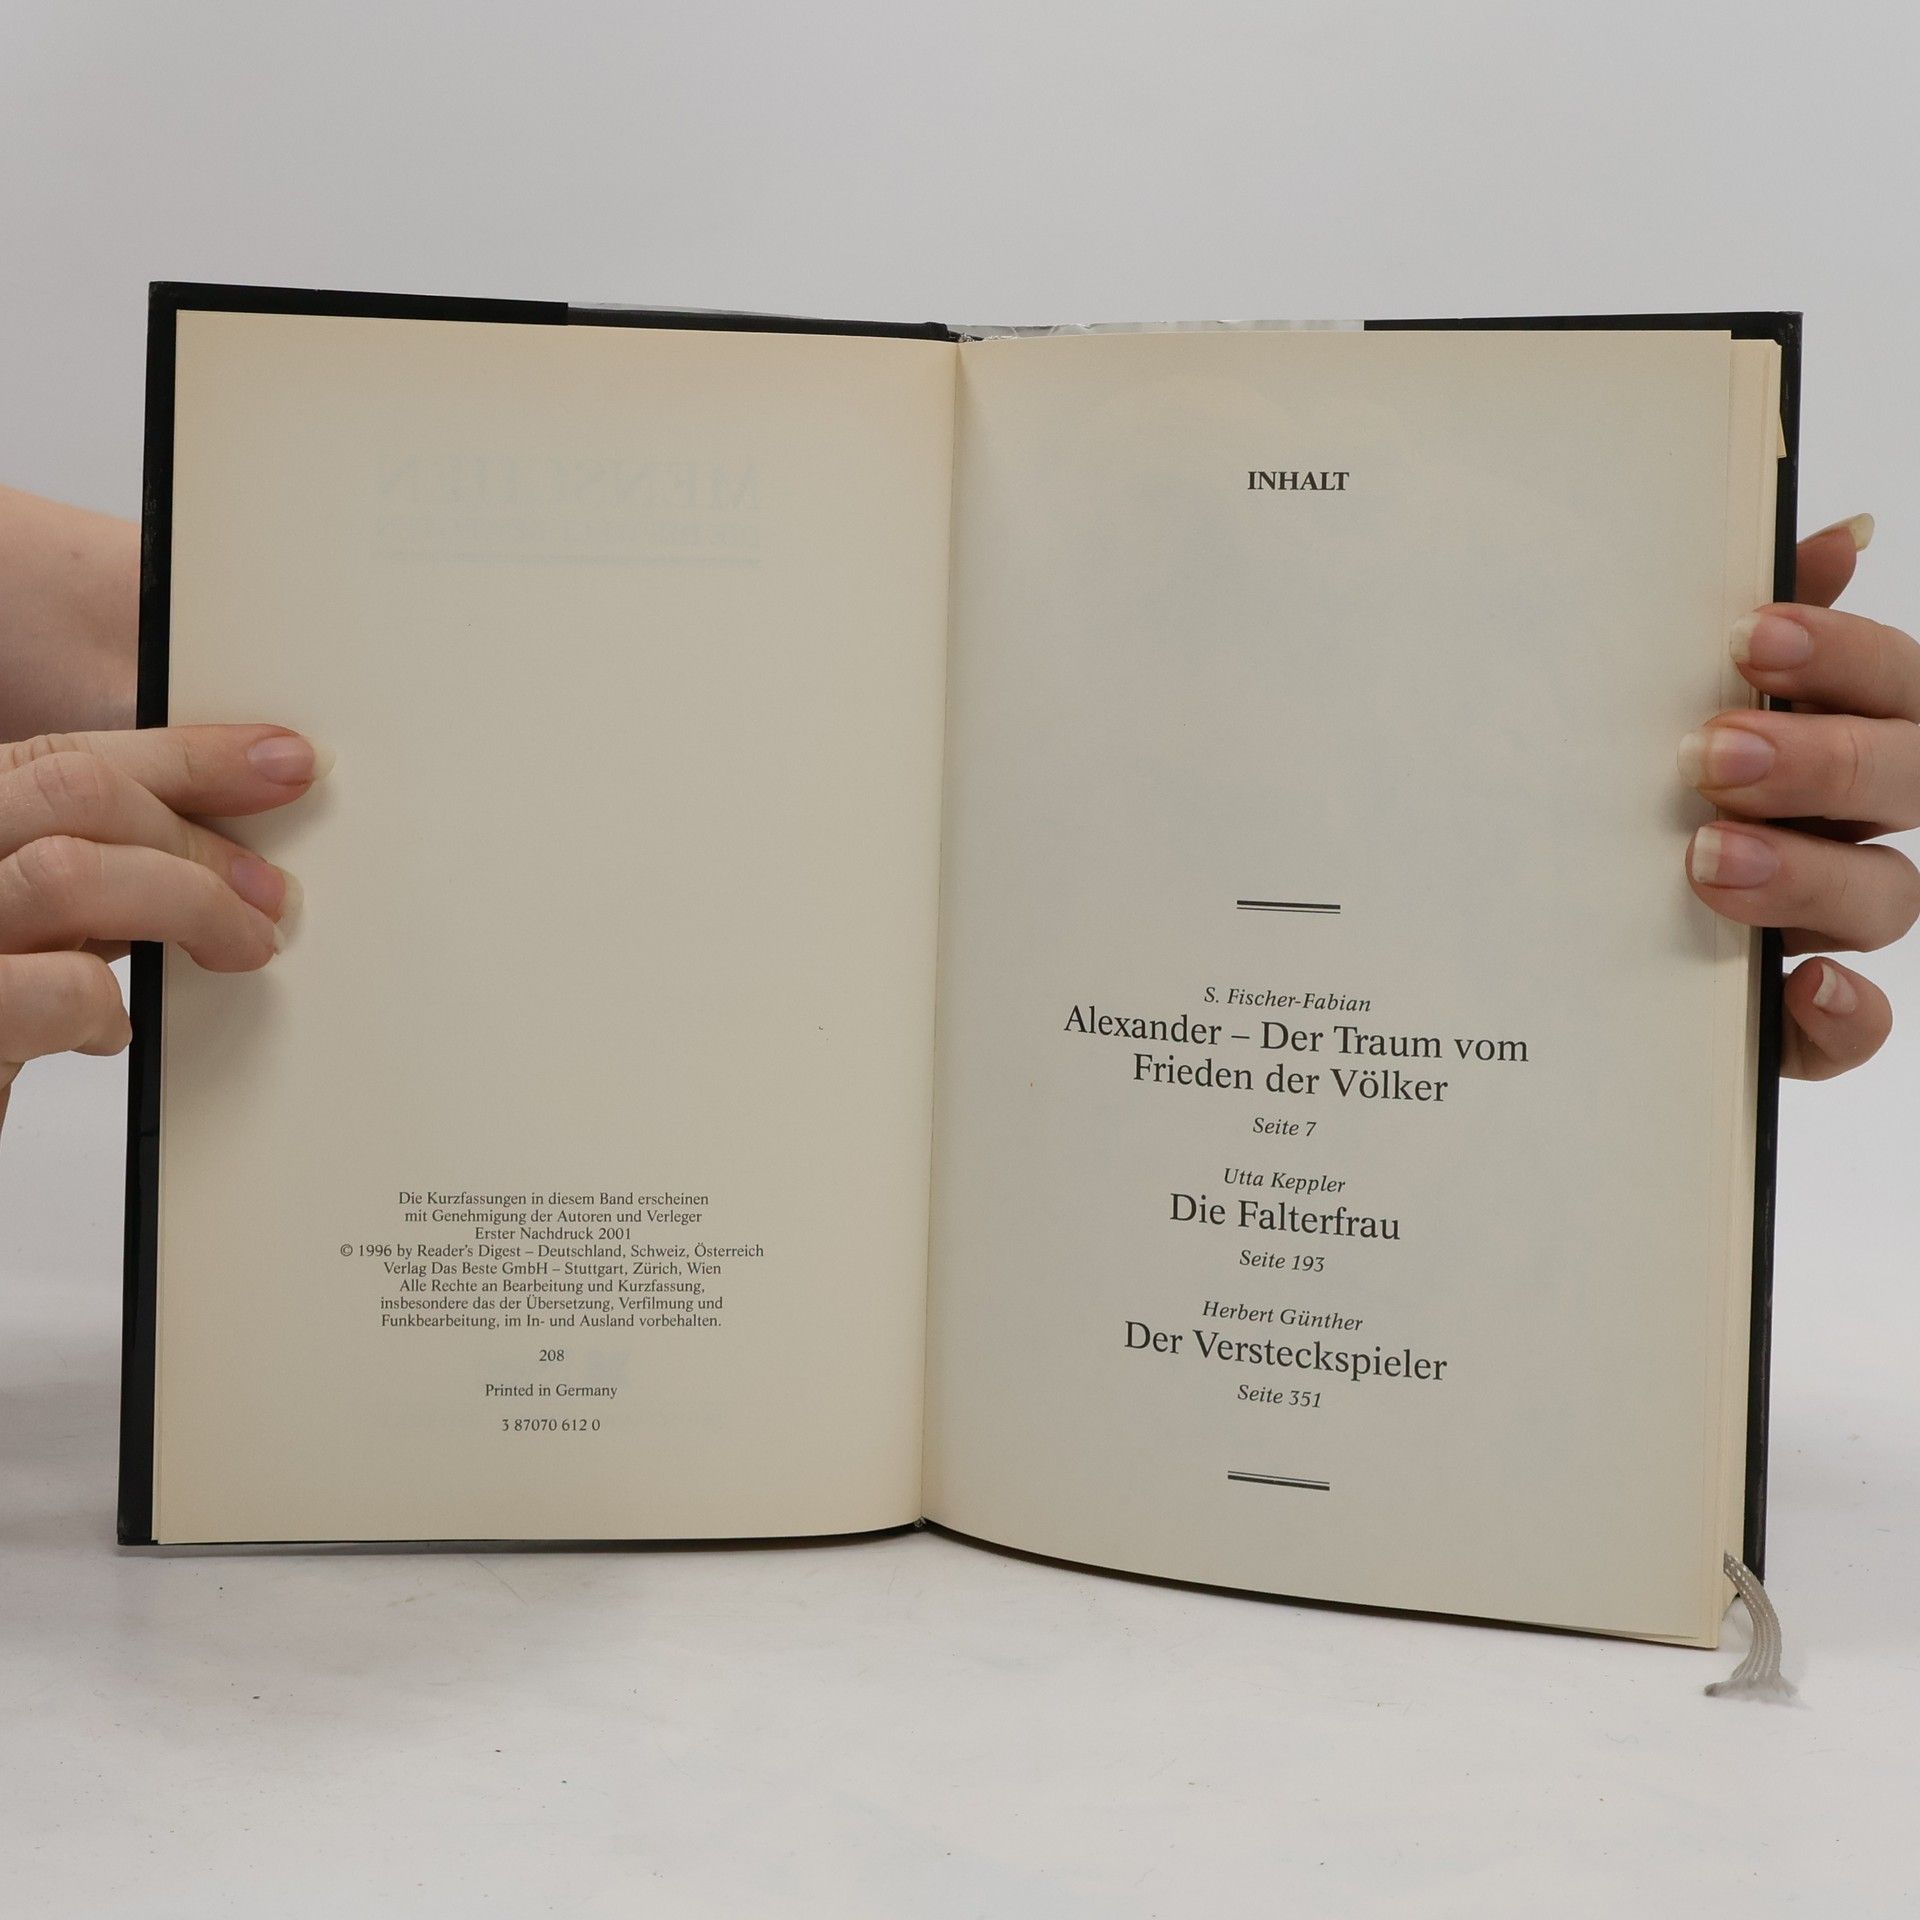 Die Kurzfassungen in diesem Band erscheinen
mit Genehmigung der Autoren und Verleger
Erster Nachdruck 2001
© 1996 by Reader's Digest – Deutschland, Schweiz, Österreich
Verlag Das Beste GmbH – Stuttgart, Zürich, Wien
Alle Rechte an Bearbeitung und Kurzfassung,
insbesondere das der Übersetzung, Verfilmung und
Funkbearbeitung, im In- und Ausland vorbehalten.
208
Printed in Germany
3 87070 612 0
INHALT
S. Fischer-Fabian
Alexander – Der Traum vom
Frieden der Völker
Seite 7
Utta Keppler
Die Falterfrau
Seite 193
Herbert Günther
Der Versteckspieler
Seite 351